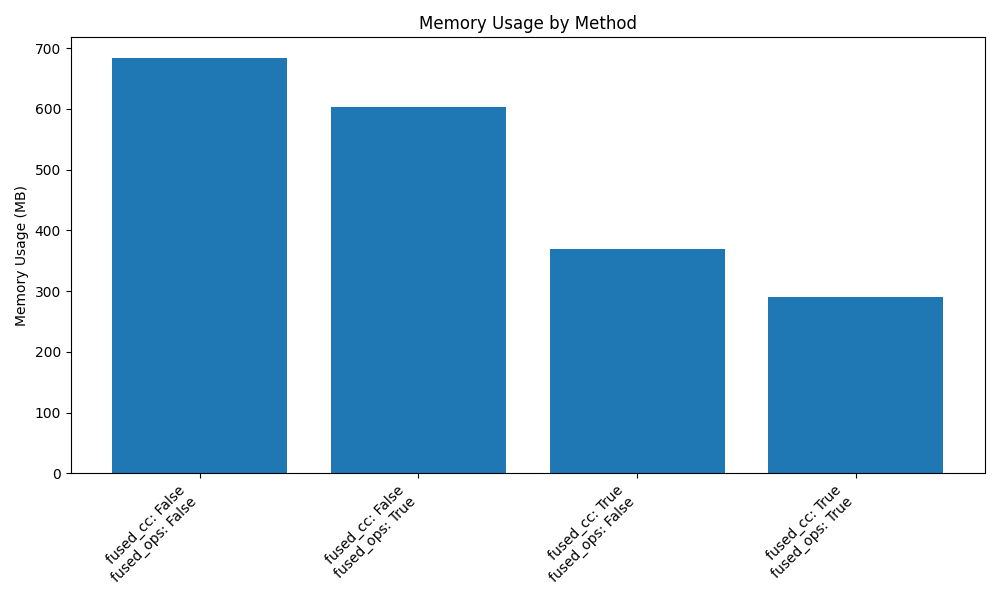 Memory Usage by Method
Memory Usage (MB)
700
600
500
400
300
200
100
0
fused_cc: False
fused_ops: False
fused_cc: False
fused_ops: True
fused_cc: True
fused_ops: False
fused_cc: True
fused_ops: True